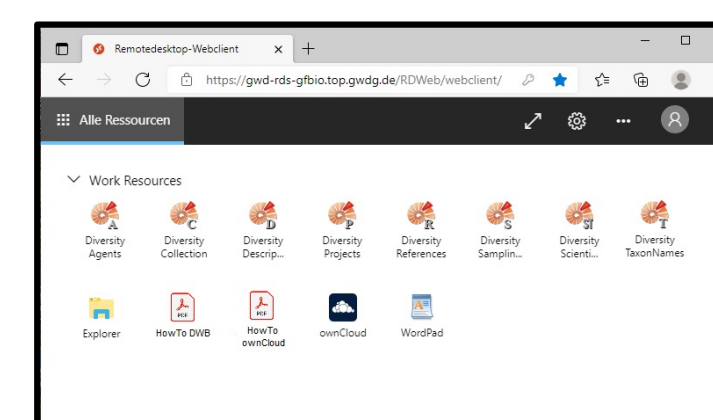 Remotedesktop-Webclient
https://gwd-rds-gfbio.top.gwdg.de/RDWeb/webclient/
Alle Ressourcen
Work Resources
A C D P R S ST T
Diversity Agents
Diversity Collection
Diversity Descrip...
Diversity Projects
Diversity References
Diversity Samplin...
Diversity Scienti...
Diversity TaxonNames
Explorer
PDF
HowTo DWB
PDF
HowTo ownCloud
ownCloud
A
WordPad